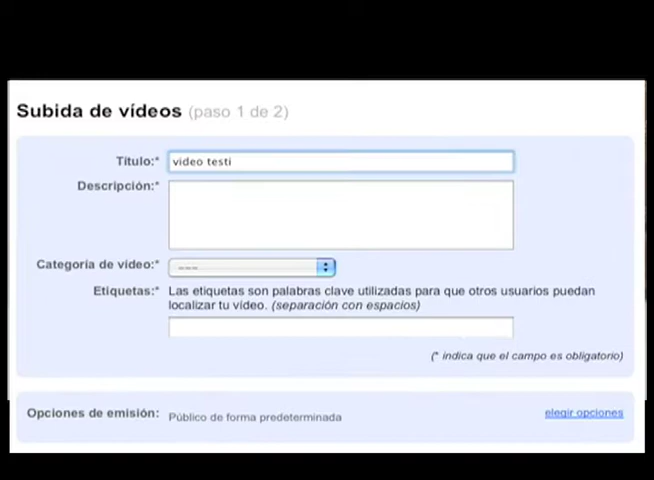 Subida de vídeos (paso 1 de 2)
Título:* video testi
Descripción:*
Categoría de vídeo:* ---
Etiquetas:* Las etiquetas son palabras clave utilizadas para que otros usuarios puedan
localizar tu vídeo. (separación con espacios)
(* indica que el campo es obligatorio)
Opciones de emisión: Público de forma predeterminada elegir opciones